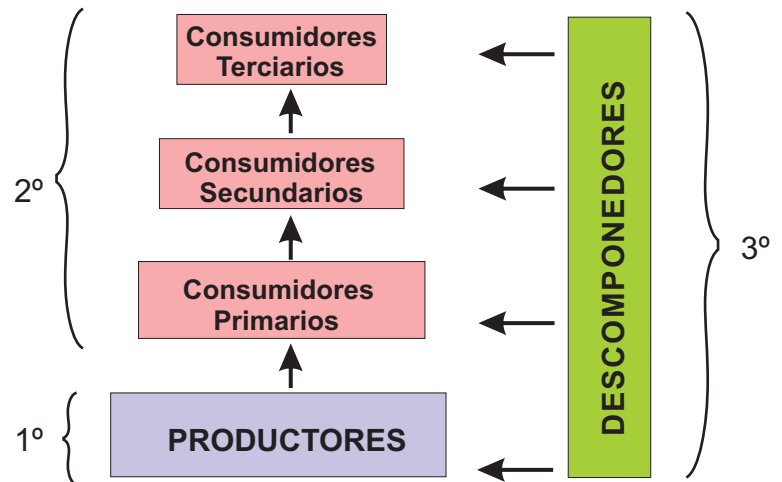 Consumidores
Terciarios
Consumidores
Secundarios
2º
Consumidores
Primarios
1º
PRODUCTORES
DESCOMPONEDORES
3º